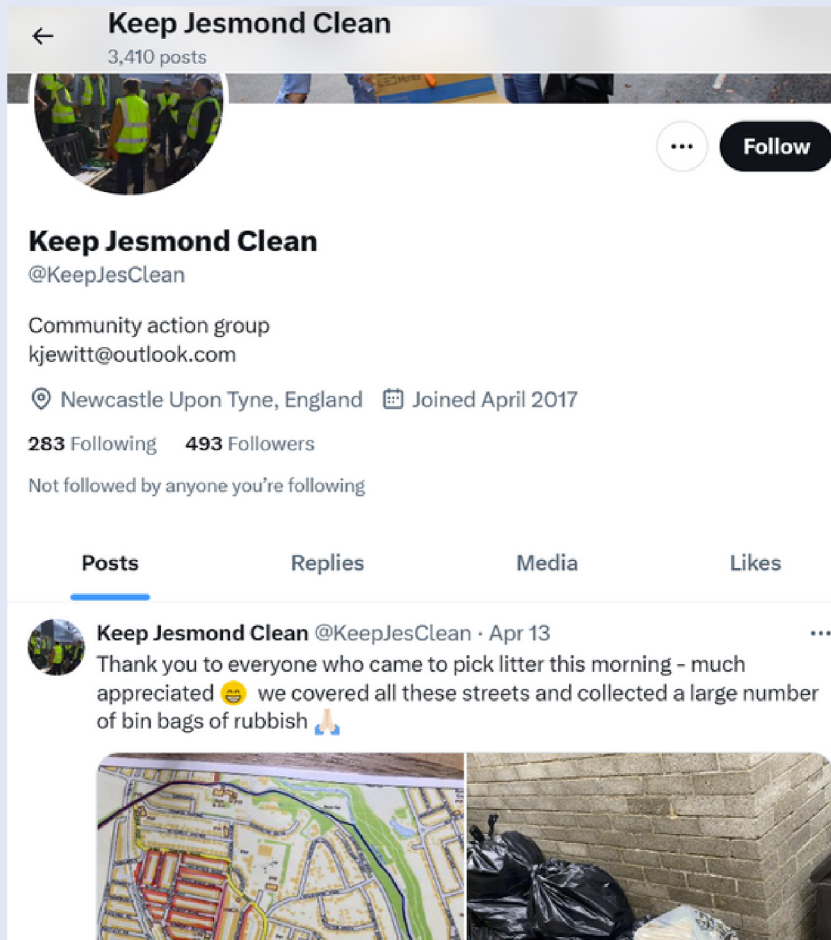 Keep Jesmond Clean
3,410 posts
Follow
Keep Jesmond Clean
@KeepJesClean
Community action group
kjewitt@outlook.com
Newcastle Upon Tyne, England Joined April 2017
283 Following 493 Followers
Not followed by anyone you’re following
Posts Replies Media Likes
Keep Jesmond Clean @KeepJesClean · Apr 13
Thank you to everyone who came to pick litter this morning - much
appreciated 😄 we covered all these streets and collected a large number
of bin bags of rubbish 🙏🏻